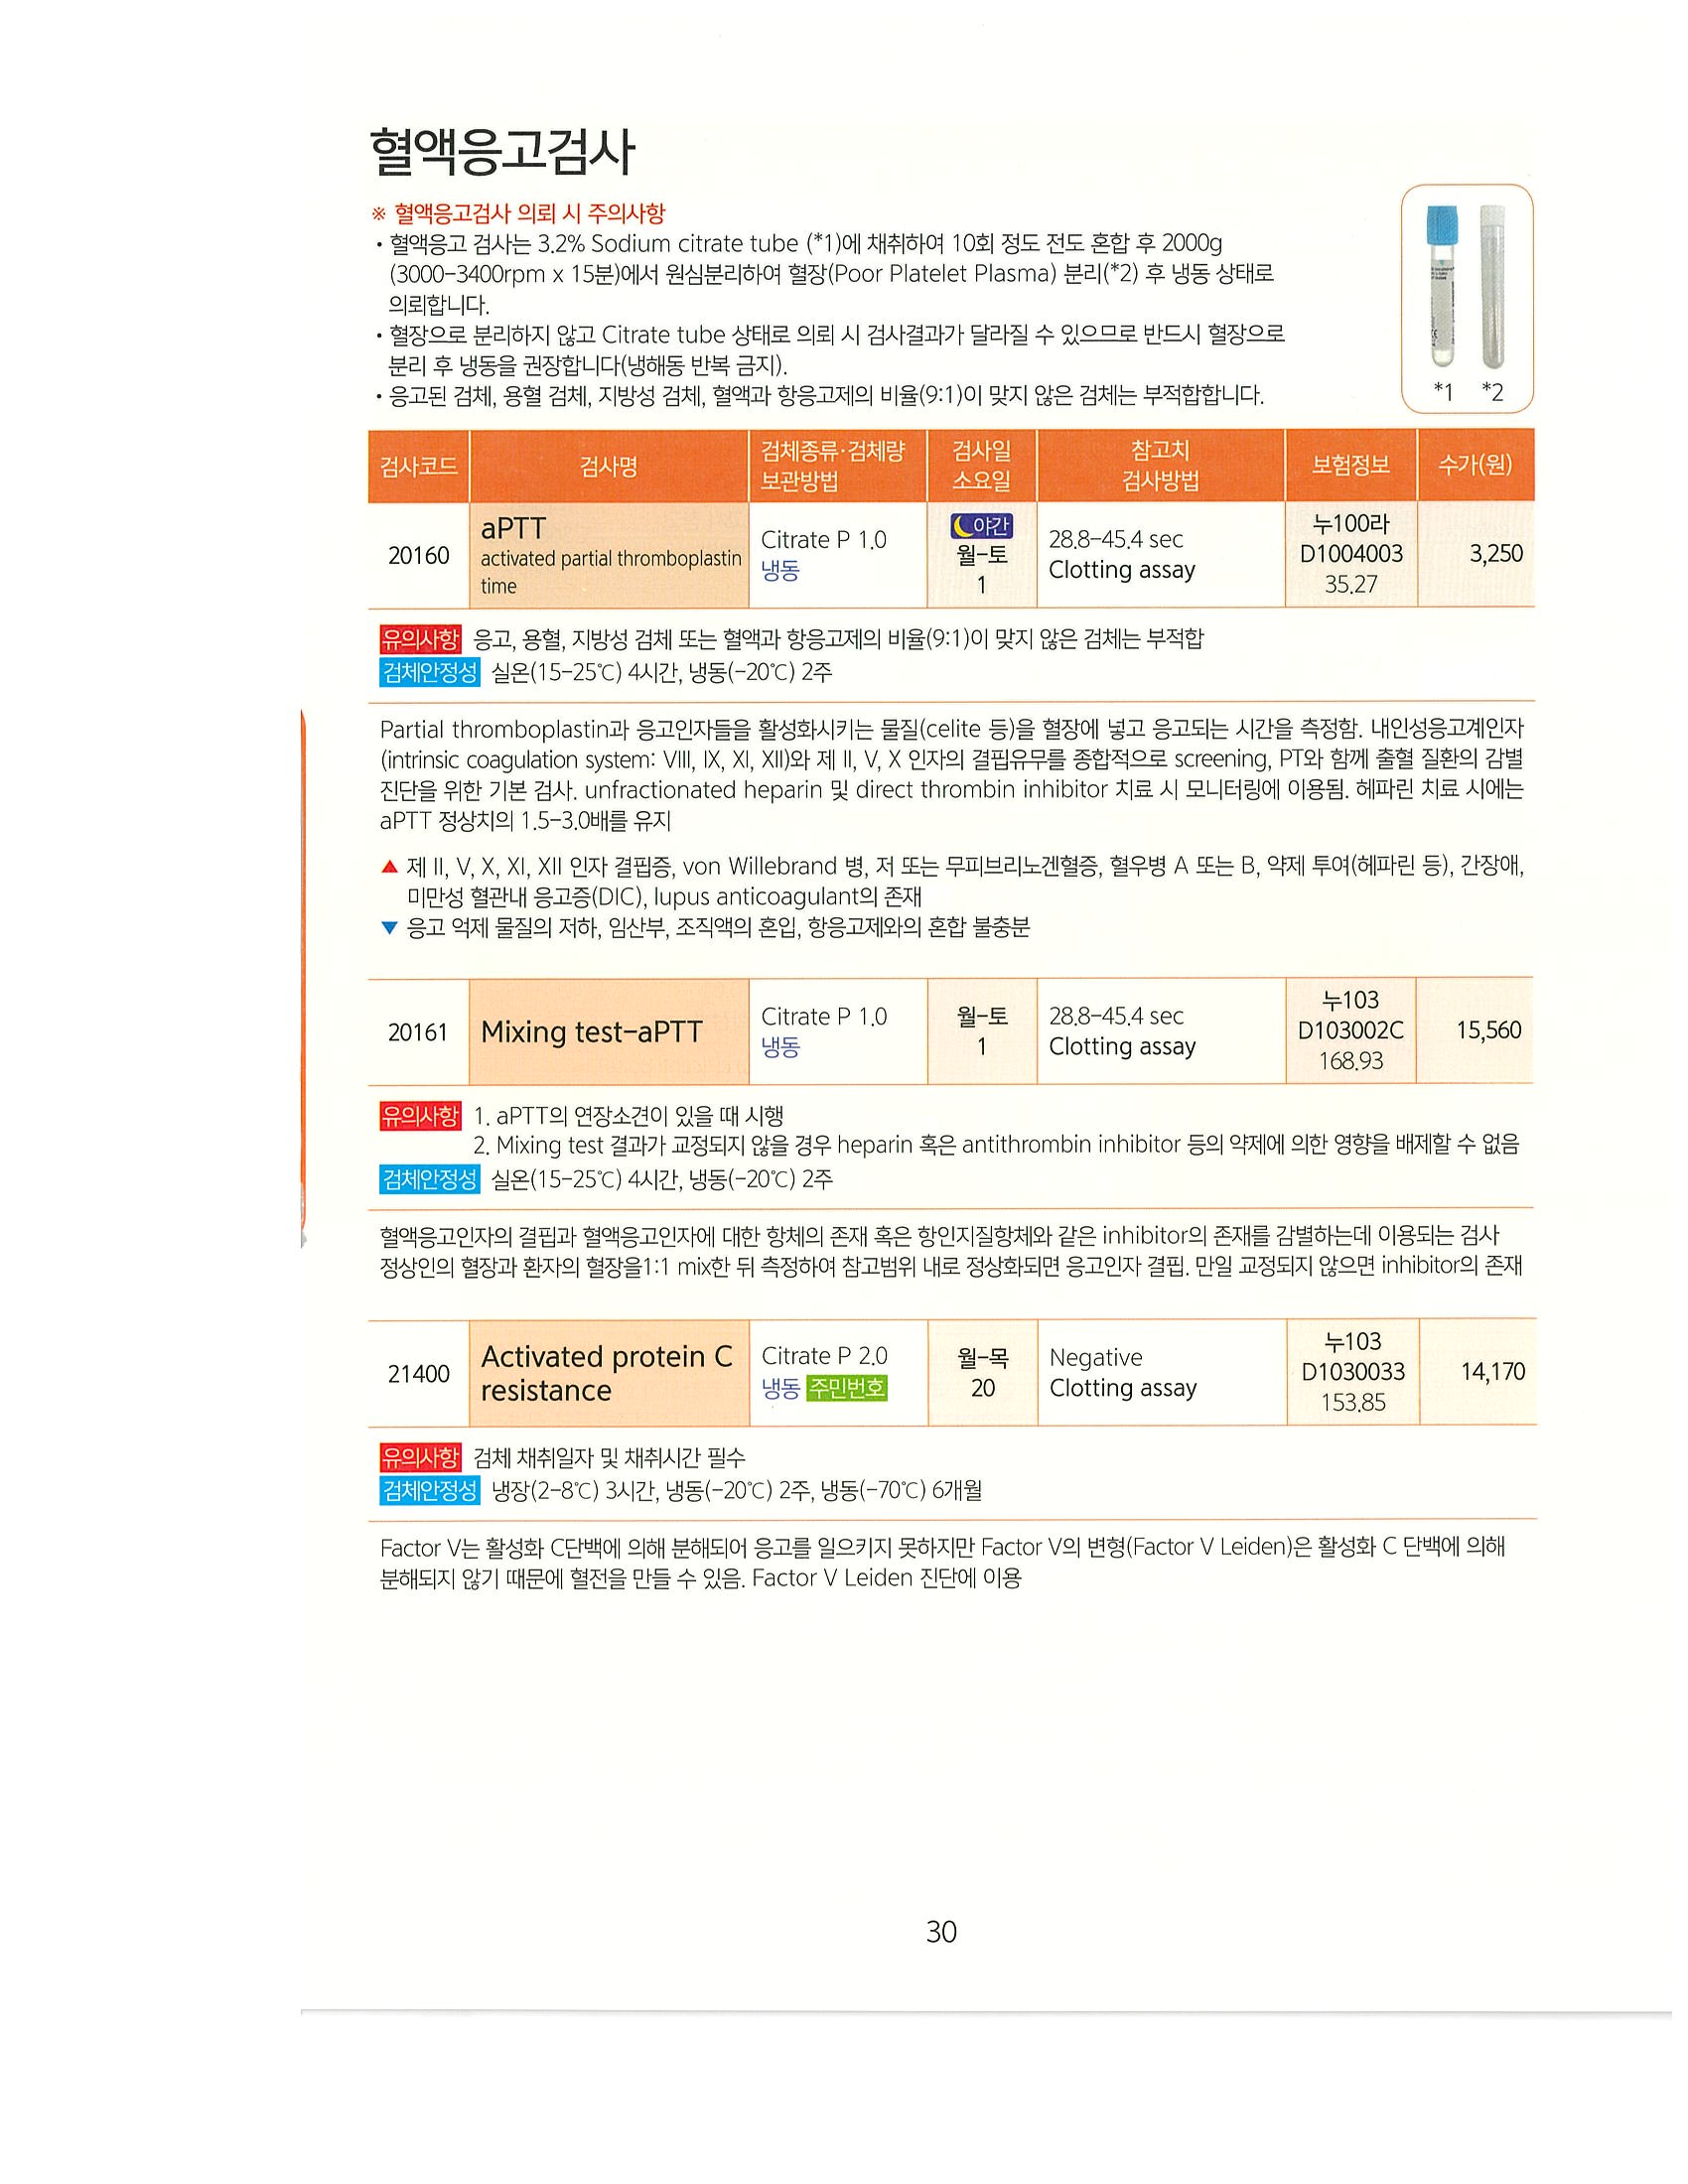 혈액응고검사
※ 혈액응고검사 의뢰 시 주의사항
• 혈액응고 검사는 3.2% Sodium citrate tube (*1)에 채취하여 10회 정도 전도 혼합 후 2000g
(3000-3400rpm x 15분)에서 원심분리하여 혈장(Poor Platelet Plasma) 분리(*2) 후 냉동 상태로
의뢰합니다.
• 혈장으로 분리하지 않고 Citrate tube 상태로 의뢰 시 검사결과가 달라질 수 있으므로 반드시 혈장으로
분리 후 냉동을 권장합니다(냉해동 반복 금지).
• 응고된 검체, 용혈 검체, 지방성 검체, 혈액과 항응고제의 비율(9:1)이 맞지 않은 검체는 부적합합니다.
*1 *2
검사코드 검사명 검체종류·검체량 보관방법 검사일 소요일 참고치 검사방법 보험정보 수가(원)
20160 aPTT activated partial thromboplastin time Citrate P 1.0 냉동 야간 월-토 1 28.8-45.4 sec Clotting assay 누100라 D1004003 35.27 3,250
유의사항 응고, 용혈, 지방성 검체 또는 혈액과 항응고제의 비율(9:1)이 맞지 않은 검체는 부적합
검체안정성 실온(15-25℃) 4시간, 냉동(-20℃) 2주
Partial thromboplastin과 응고인자들을 활성화시키는 물질(celite 등)을 혈장에 넣고 응고되는 시간을 측정함. 내인성응고계인자
(intrinsic coagulation system: VIII, IX, XI, XII)와 제 II, V, X 인자의 결핍유무를 종합적으로 screening, PT와 함께 출혈 질환의 감별
진단을 위한 기본 검사. unfractionated heparin 및 direct thrombin inhibitor 치료 시 모니터링에 이용됨. 헤파린 치료 시에는
aPTT 정상치의 1.5-3.0배를 유지
▲ 제 II, V, X, XI, XII 인자 결핍증, von Willebrand 병, 저 또는 무피브리노겐혈증, 혈우병 A 또는 B, 약제 투여(헤파린 등), 간장애,
미만성 혈관내 응고증(DIC), lupus anticoagulant의 존재
▼ 응고 억제 물질의 저하, 임산부, 조직액의 혼입, 항응고제와의 혼합 불충분
20161 Mixing test-aPTT Citrate P 1.0 냉동 월-토 1 28.8-45.4 sec Clotting assay 누103 D103002C 168.93 15,560
유의사항 1. aPTT의 연장소견이 있을 때 시행
2. Mixing test 결과가 교정되지 않을 경우 heparin 혹은 antithrombin inhibitor 등의 약제에 의한 영향을 배제할 수 없음
검체안정성 실온(15-25℃) 4시간, 냉동(-20℃) 2주
혈액응고인자의 결핍과 혈액응고인자에 대한 항체의 존재 혹은 항인지질항체와 같은 inhibitor의 존재를 감별하는데 이용되는 검사
정상인의 혈장과 환자의 혈장을1:1 mix한 뒤 측정하여 참고범위 내로 정상화되면 응고인자 결핍. 만일 교정되지 않으면 inhibitor의 존재
21400 Activated protein C resistance Citrate P 2.0 냉동 주민번호 월-목 20 Negative Clotting assay 누103 D1030033 153.85 14,170
유의사항 검체 채취일자 및 채취시간 필수
검체안정성 냉장(2-8℃) 3시간, 냉동(-20℃) 2주, 냉동(-70℃) 6개월
Factor V는 활성화 C단백에 의해 분해되어 응고를 일으키지 못하지만 Factor V의 변형(Factor V Leiden)은 활성화 C 단백에 의해
분해되지 않기 때문에 혈전을 만들 수 있음. Factor V Leiden 진단에 이용
30